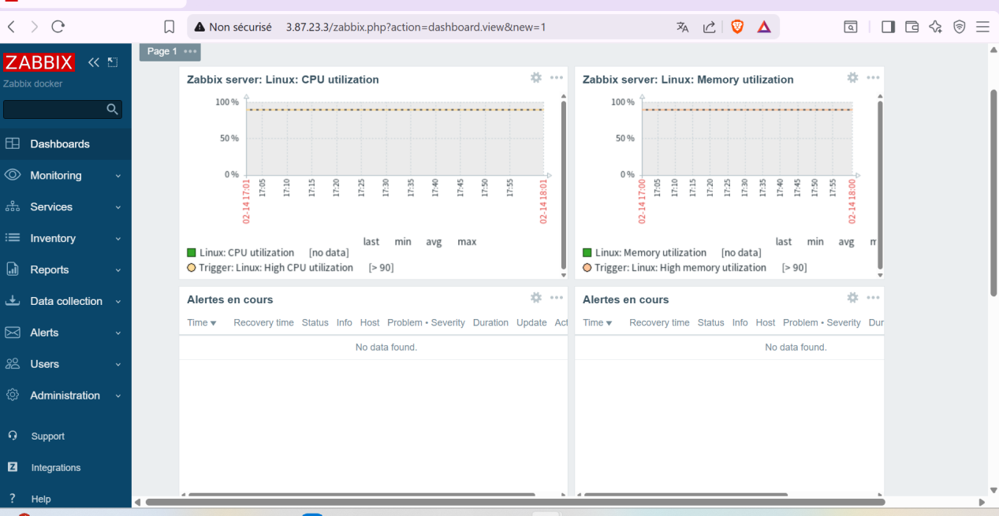 Non sécurisé 3.87.23.3/zabbix.php?action=dashboard.view&new=1
ZABBIX
Zabbix docker
Dashboards
Monitoring
Services
Inventory
Reports
Data collection
Alerts
Users
Administration
Support
Integrations
Help
Page 1
Zabbix server: Linux: CPU utilization
100 %
50 %
0 %
02-14 17:01
17:05
17:10
17:15
17:20
17:25
17:30
17:35
17:40
17:45
17:50
17:55
02-14 18:01
last min avg max
Linux: CPU utilization [no data]
Trigger: Linux: High CPU utilization [> 90]
Zabbix server: Linux: Memory utilization
100 %
50 %
0 %
02-14 17:00
17:05
17:10
17:15
17:20
17:25
17:30
17:35
17:40
17:45
17:50
17:55
02-14 18:00
last min avg m
Linux: Memory utilization [no data]
Trigger: Linux: High memory utilization [> 90]
Alertes en cours
Time ▼ Recovery time Status Info Host Problem • Severity Duration Update Act
No data found.
Alertes en cours
Time ▼ Recovery time Status Info Host Problem • Severity Dur
No data found.